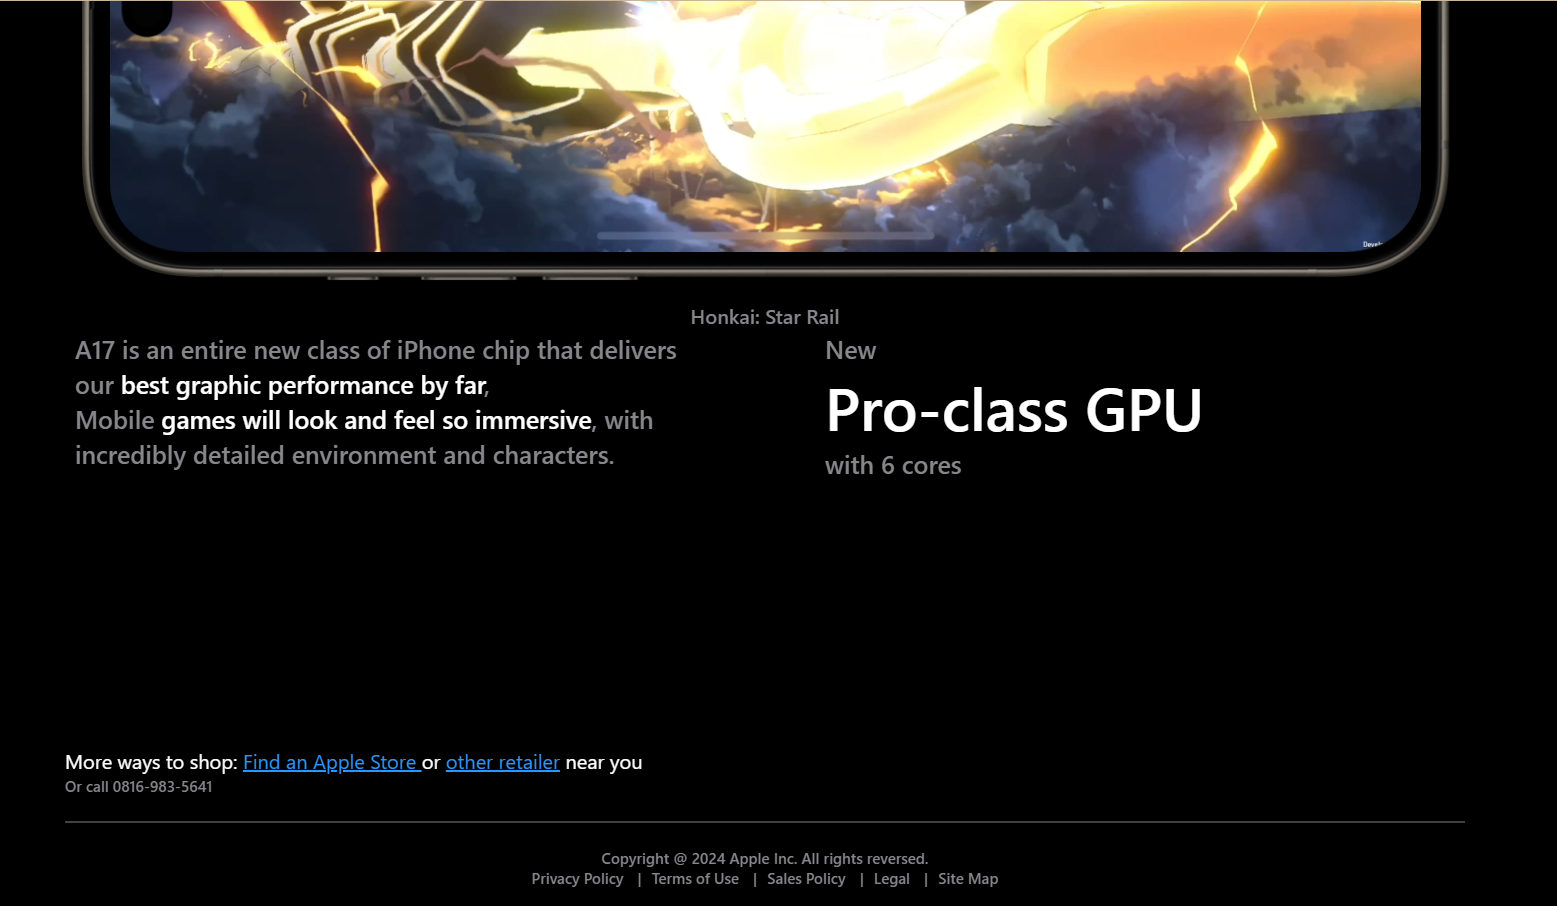 Honkai: Star Rail
A17 is an entire new class of iPhone chip that delivers
our best graphic performance by far,
Mobile games will look and feel so immersive, with
incredibly detailed environment and characters.
New
Pro-class GPU
with 6 cores
More ways to shop: Find an Apple Store or other retailer near you
Or call 0816-983-5641
Copyright @ 2024 Apple Inc. All rights reversed.
Privacy Policy | Terms of Use | Sales Policy | Legal | Site Map